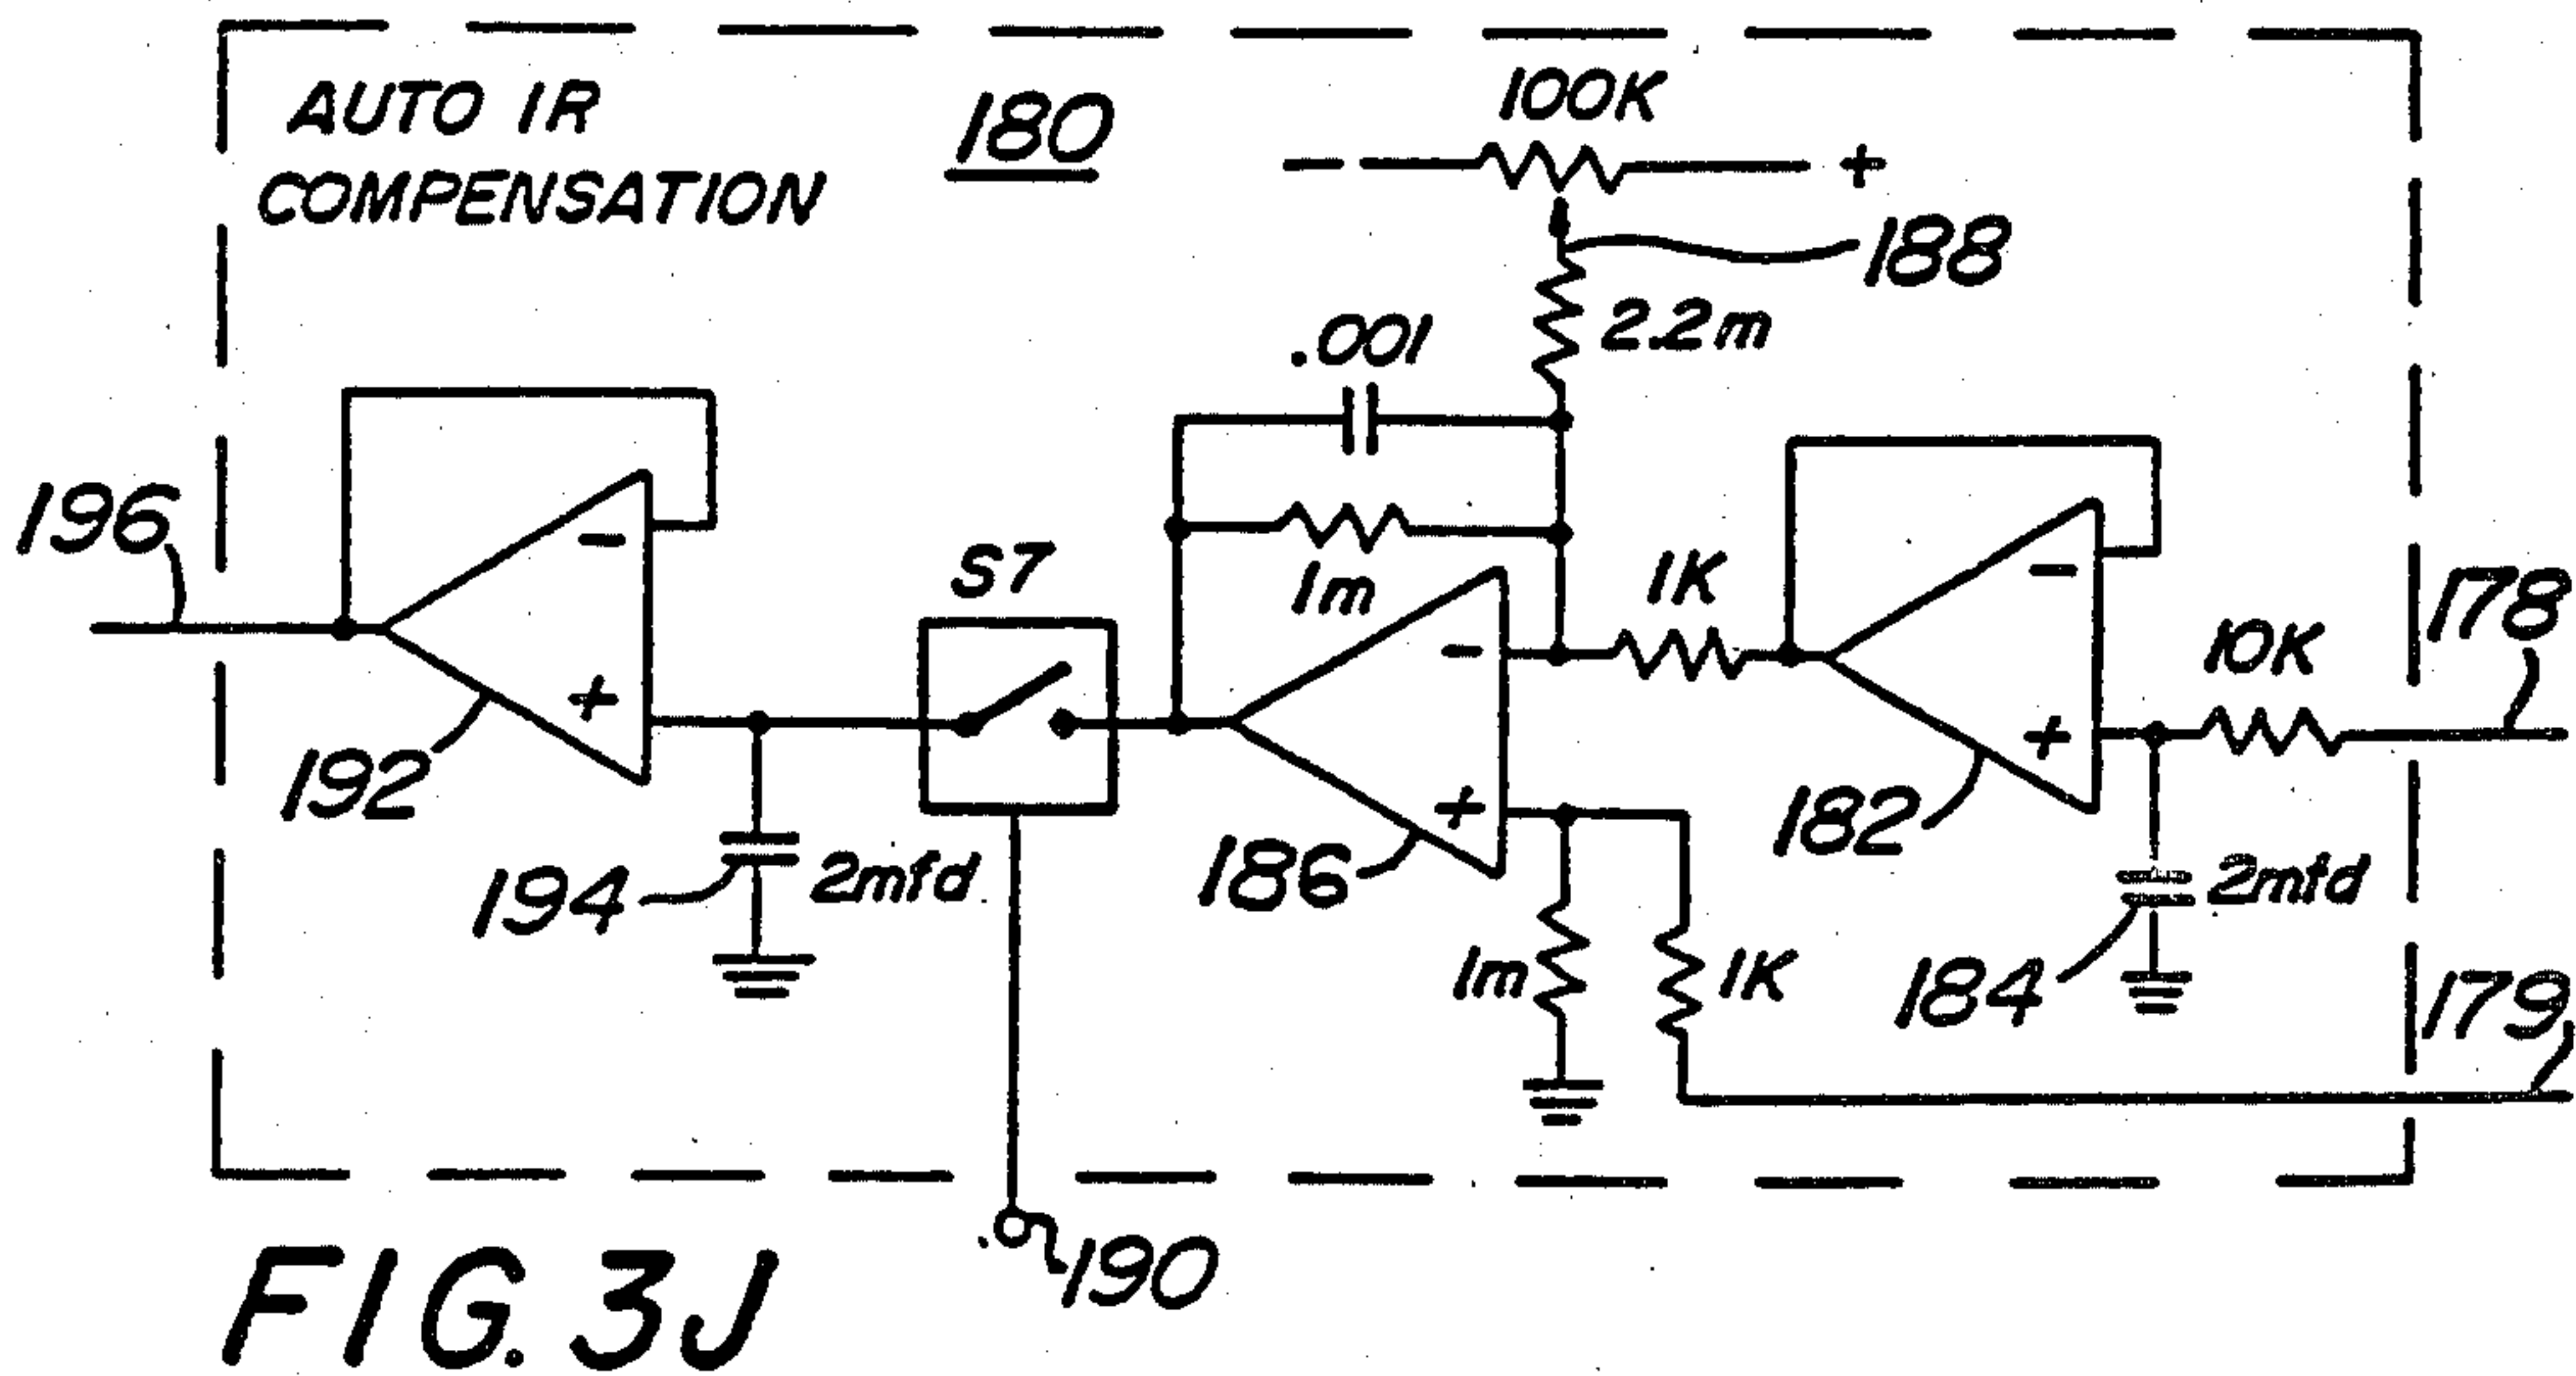 AUTO IR
COMPENSATION
180
100K
- +
188
2.2m
.001
196
-
S7
1m
1K
-
178
10K
-
+
+
192
194
2mfd
186
+
182
184
2mfd
1m
1K
179
190
FIG. 3J